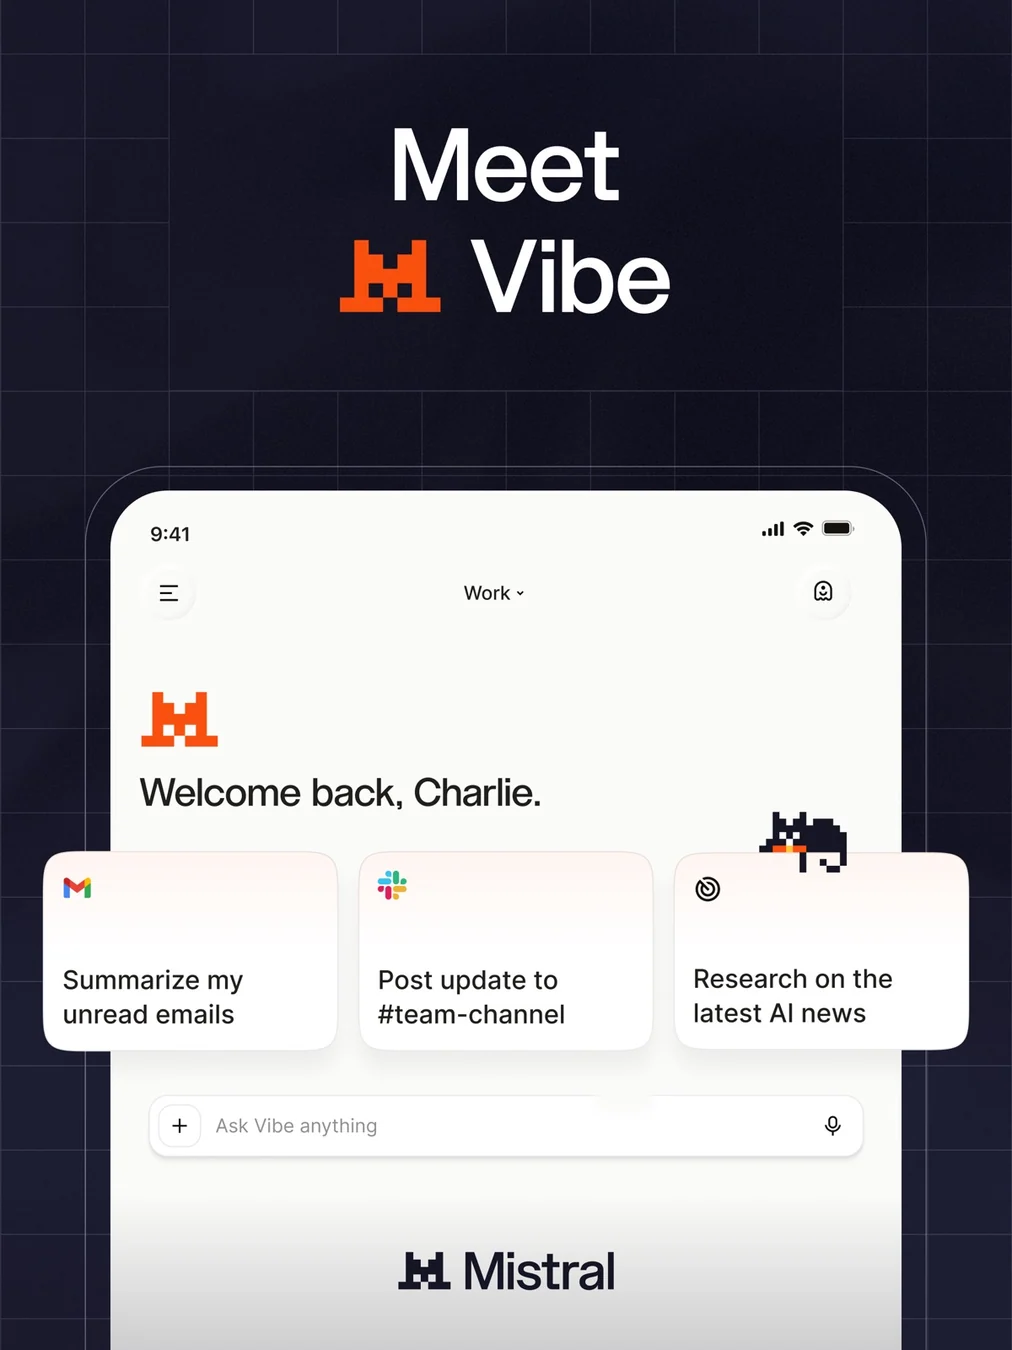 Meet
Vibe
9:41
Work
Welcome back, Charlie.
Summarize my
unread emails
Post update to
#team-channel
Research on the
latest AI news
Ask Vibe anything
Mistral